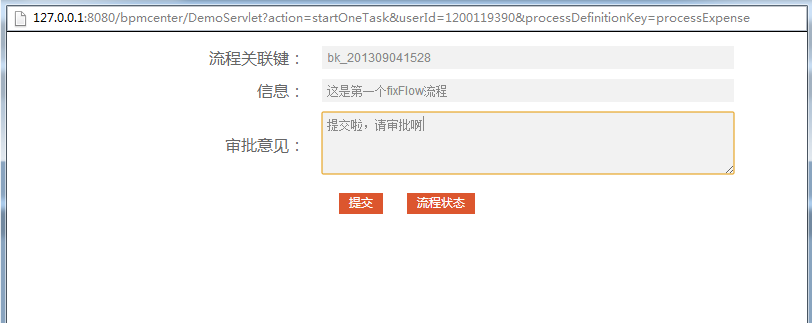 127.0.0.1:8080/bpmcenter/DemoServlet?action=startOneTask&userId=1200119390&processDefinitionKey=processExpense
流程关联键： bk_201309041528
信息： 这是第一个fixFlow流程
审批意见： 提交啦，请审批啊
提交 流程状态